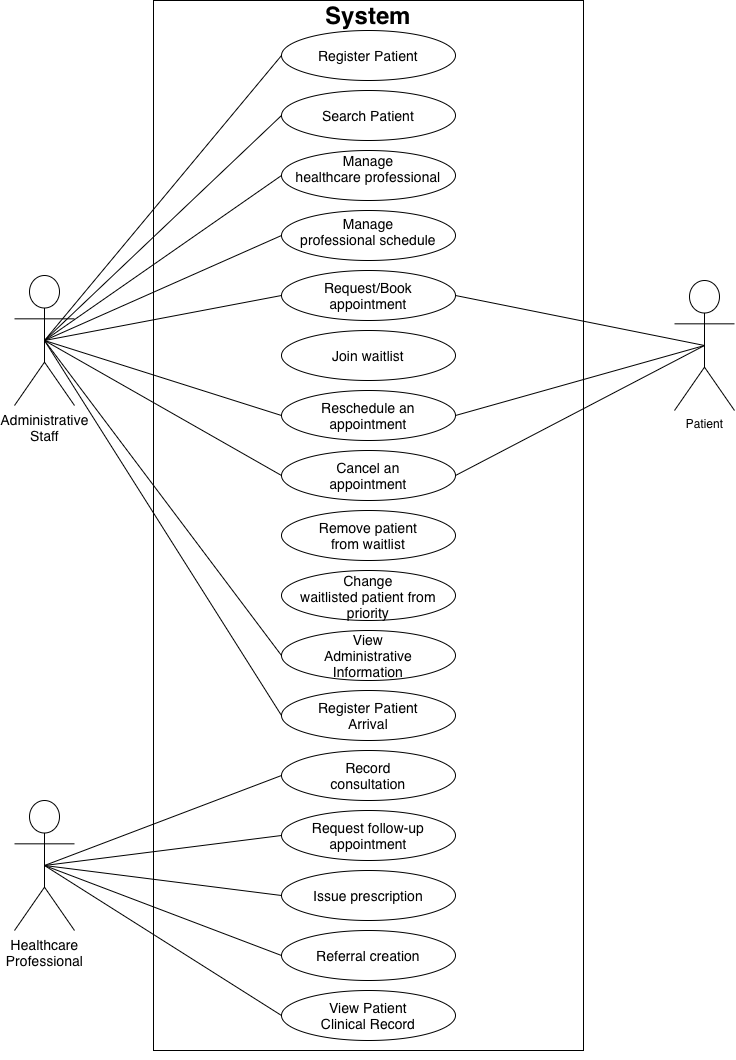 System
Register Patient
Search Patient
Manage
healthcare professional
Manage
professional schedule
Request/Book
appointment
Join waitlist
Reschedule an
appointment
Administrative
Staff
Patient
Cancel an
appointment
Remove patient
from waitlist
Change
waitlisted patient from
priority
View
Administrative
Information
Register Patient
Arrival
Record
consultation
Request follow-up
appointment
Issue prescription
Healthcare
Professional
Referral creation
View Patient
Clinical Record